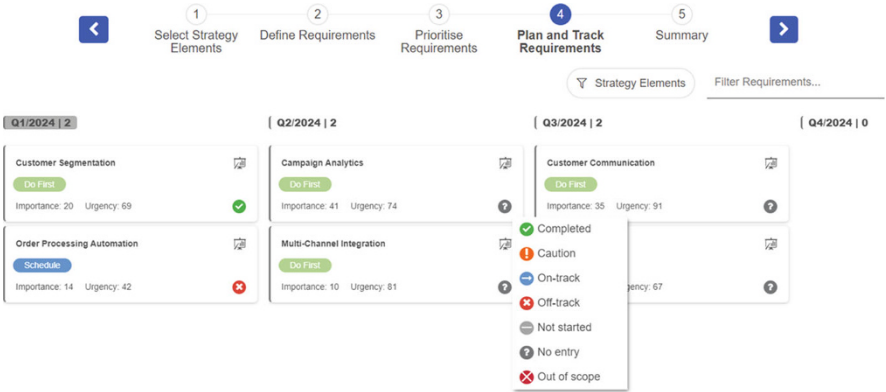 1
Select Strategy
Elements
2
Define Requirements
3
Prioritise
Requirements
4
Plan and Track
Requirements
5
Summary
Strategy Elements
Filter Requirements...
Q1/2024 | 2
Customer Segmentation
Do First
Importance: 20 Urgency: 69
Order Processing Automation
Schedule
Importance: 14 Urgency: 42
Q2/2024 | 2
Campaign Analytics
Do First
Importance: 41 Urgency: 74
Multi-Channel Integration
Do First
Importance: 10 Urgency: 81
Q3/2024 | 2
Customer Communication
Do First
Importance: 35 Urgency: 91
gency: 67
Completed
Caution
On-track
Off-track
Not started
No entry
Out of scope
Q4/2024 | 0